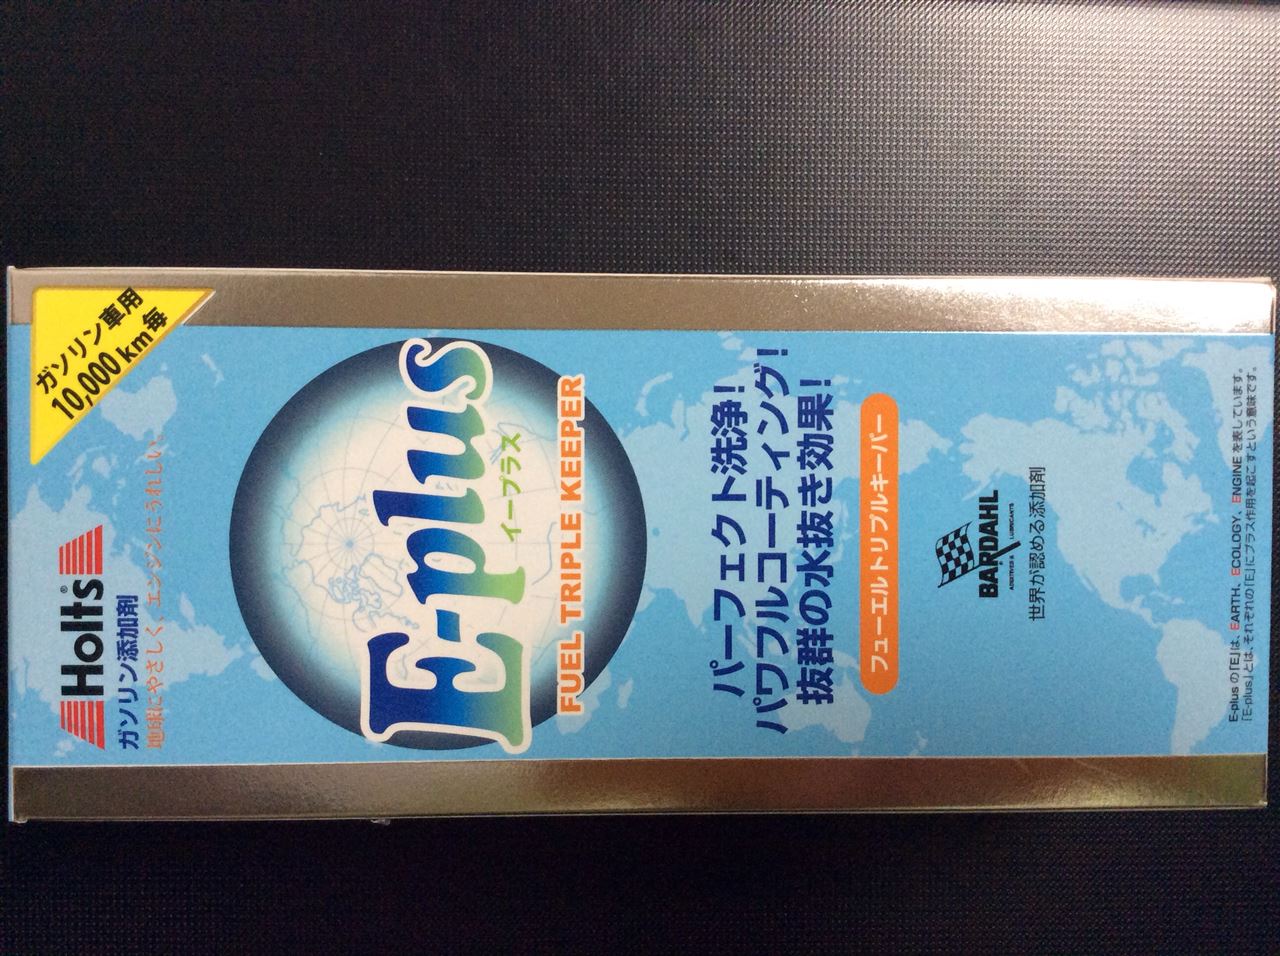 ガソリン車用
10,000km毎
Holts®
ガソリン添加剤
地球にやさしく、エンジンにうれしい、
E-plus
イープラス
FUEL TRIPLE KEEPER
パーフェクト洗浄！
パワフルコーティング！
抜群の水抜き効果！
フューエルトリプルキーパー
BARDAHL
ADDITIVES & LUBRICANTS
世界が認める添加剤
E-plusの「E」は、EARTH、ECOLOGY、ENGINEを表しています。
「E-plus」とは、それぞれの「E」にプラス作用を起こすという意味です。